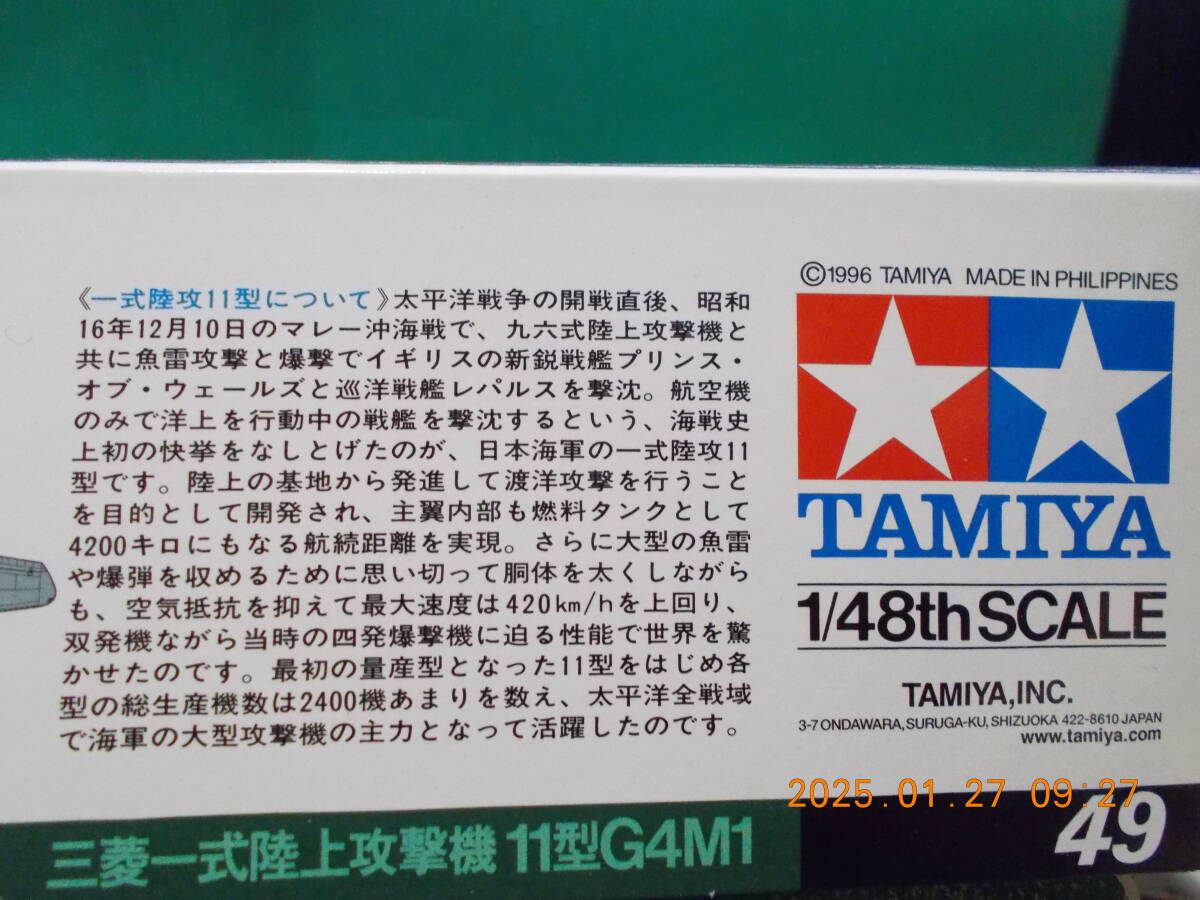 《一式陸攻11型について》太平洋戦争の開戦直後、昭和
16年12月10日のマレー沖海戦で、九六式陸上攻撃機と
共に魚雷攻撃と爆撃でイギリスの新鋭戦艦プリンス・
オブ・ウェールズと巡洋戦艦レパルスを撃沈。航空機
のみで洋上を行動中の戦艦を撃沈するという、海戦史
上初の快挙をなしとげたのが、日本海軍の一式陸攻11
型です。陸上の基地から発進して渡洋攻撃を行うこと
を目的として開発され、主翼内部も燃料タンクとして
4200キロにもなる航続距離を実現。さらに大型の魚雷
や爆弾を収めるために思い切って胴体を太くしながら
も、空気抵抗を抑えて最大速度は420km/hを上回り、
双発機ながら当時の四発爆撃機に迫る性能で世界を驚
かせたのです。最初の量産型となった11型をはじめ各
型の総生産機数は2400機あまりを数え、太平洋全戦域
で海軍の大型攻撃機の主力となって活躍したのです。
©1996 TAMIYA MADE IN PHILIPPINES
TAMIYA
1/48th SCALE
TAMIYA,INC.
3-7 ONDAWARA,SURUGA-KU,SHIZUOKA 422-8610 JAPAN
www.tamiya.com
2025.01.27 09:27
三菱一式陸上攻撃機 11型G4M1
49